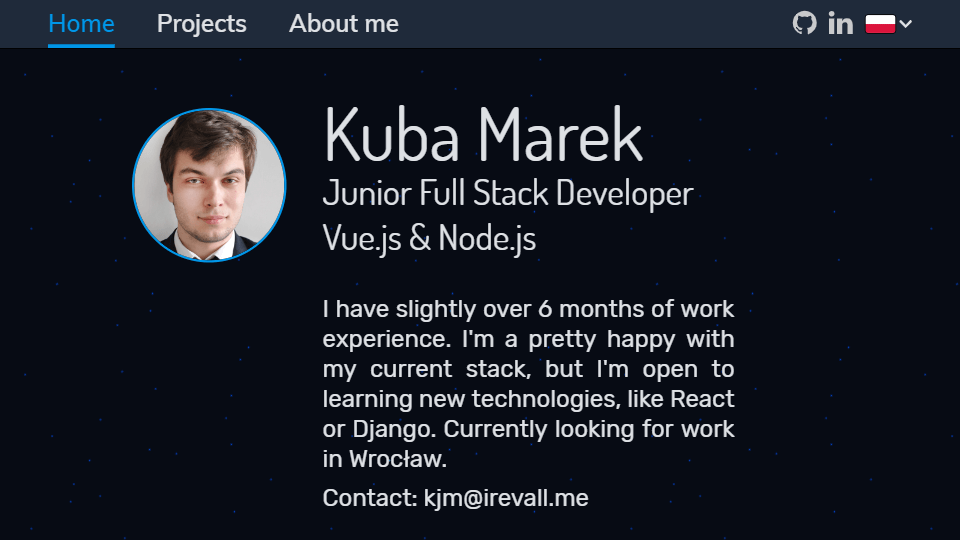 Home Projects About me
Kuba Marek
Junior Full Stack Developer
Vue.js & Node.js
I have slightly over 6 months of work
experience. I'm a pretty happy with
my current stack, but I'm open to
learning new technologies, like React
or Django. Currently looking for work
in Wrocław.
Contact: kjm@irevall.me